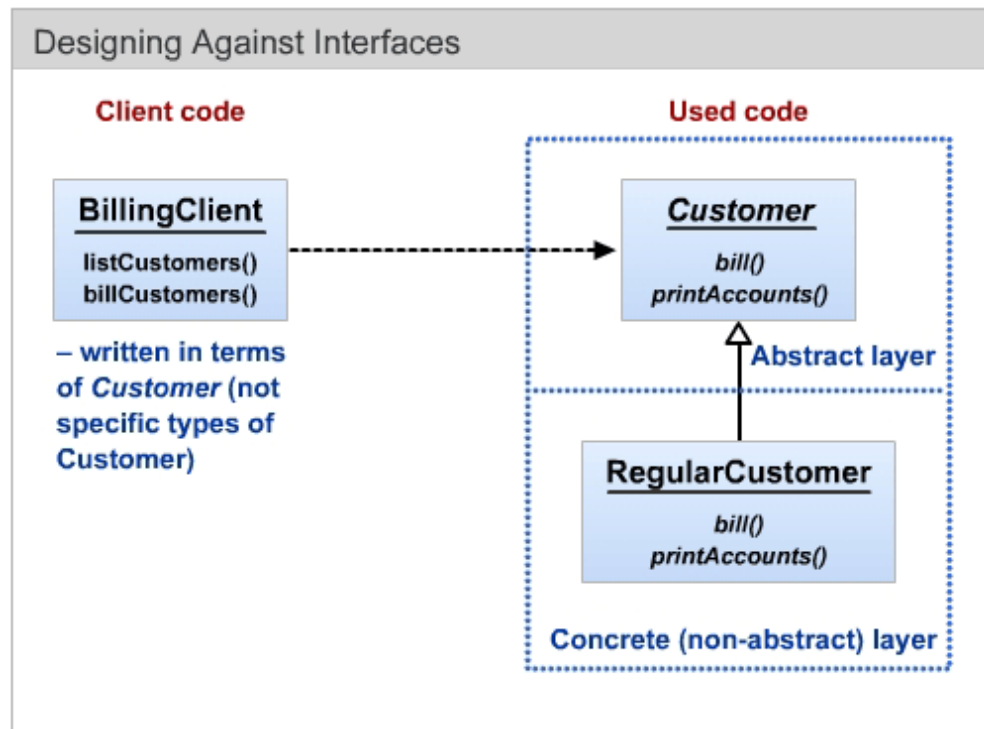 Designing Against Interfaces
Client code
Used code
BillingClient
listCustomers()
billCustomers()
– written in terms
of Customer (not
specific types of
Customer)
Customer
bill()
printAccounts()
Abstract layer
RegularCustomer
bill()
printAccounts()
Concrete (non-abstract) layer